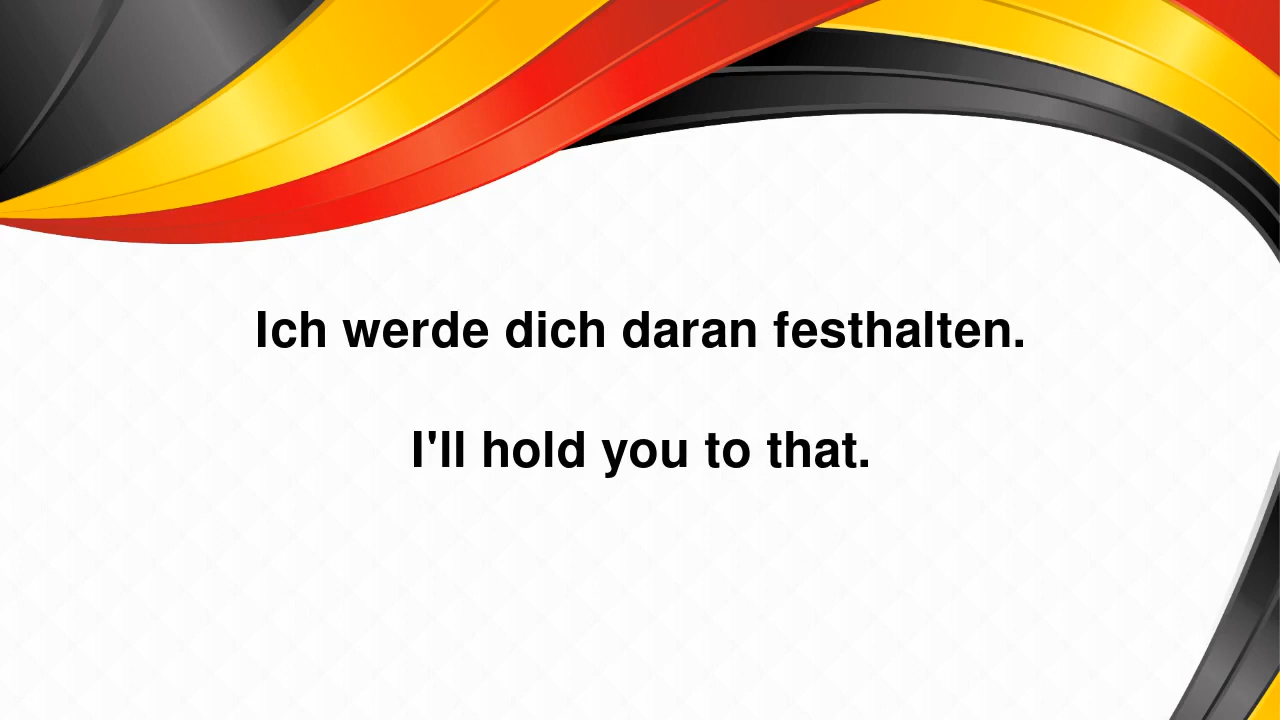 Ich werde dich daran festhalten.
I'll hold you to that.